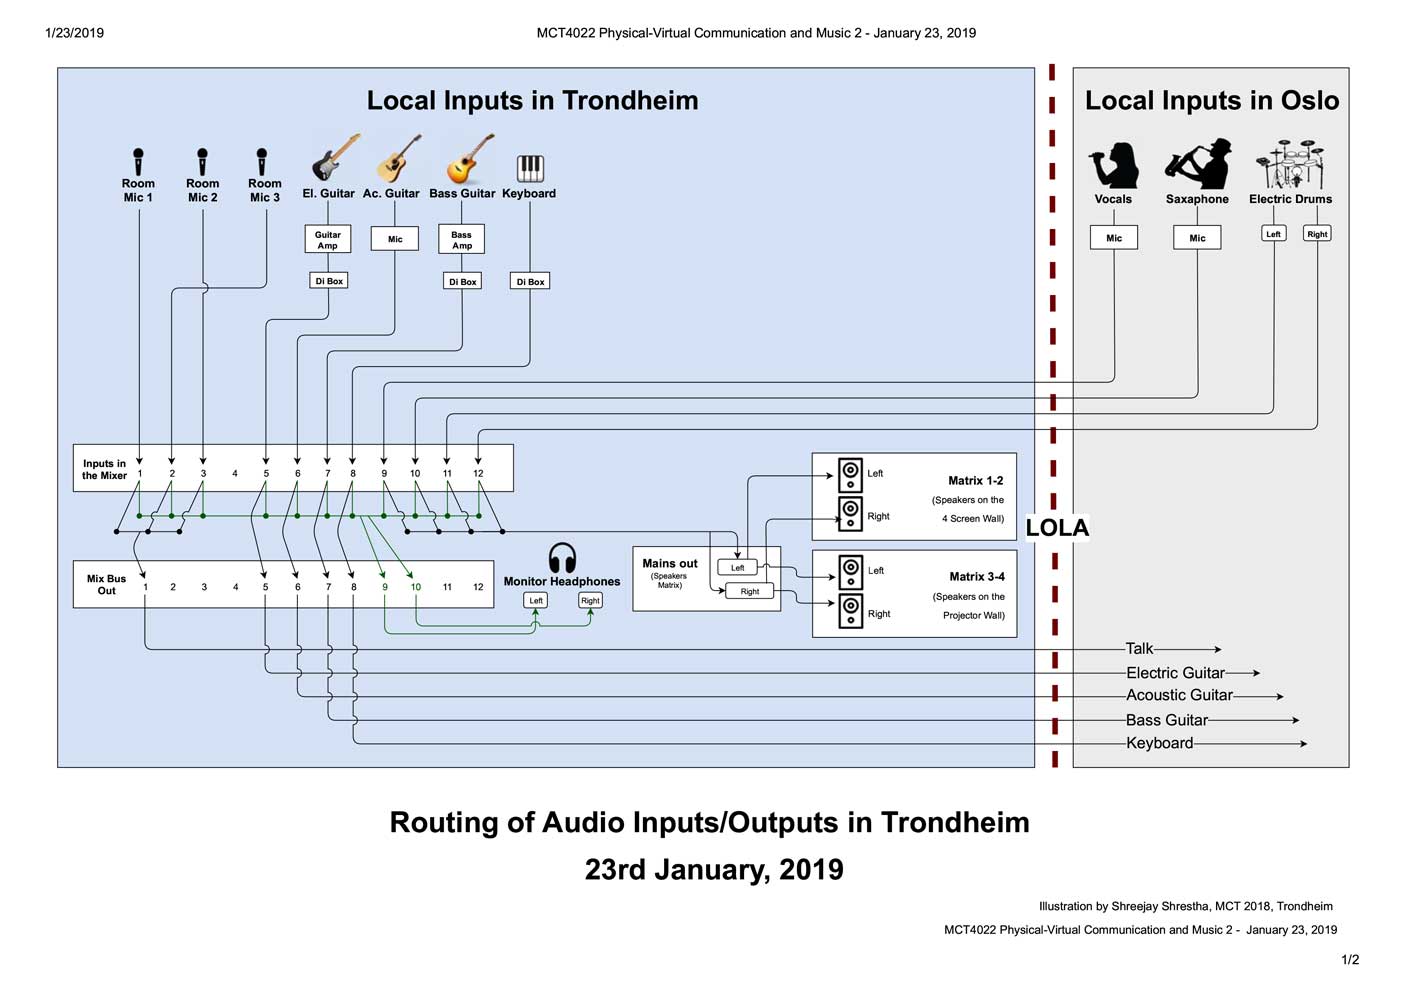 1/23/2019
MCT4022 Physical-Virtual Communication and Music 2 - January 23, 2019
Local Inputs in Trondheim
Local Inputs in Oslo
Room
Mic 1
Room
Mic 2
Room
Mic 3
El. Guitar
Ac. Guitar
Bass Guitar
Keyboard
Vocals
Saxaphone
Electric Drums
Guitar
Amp
Mic
Bass
Amp
Mic
Mic
Left
Right
Di Box
Di Box
Di Box
Inputs in
the Mixer
1 2 3 4 5 6 7 8 9 10 11 12
Left
Right
Matrix 1-2
(Speakers on the
4 Screen Wall)
LOLA
Mains out
(Speakers
Matrix)
Left
Right
Left
Right
Matrix 3-4
(Speakers on the
Projector Wall)
Mix Bus
Out
1 2 3 4 5 6 7 8 9 10 11 12
Monitor Headphones
Left
Right
Talk
Electric Guitar
Acoustic Guitar
Bass Guitar
Keyboard
Routing of Audio Inputs/Outputs in Trondheim
23rd January, 2019
Illustration by Shreejay Shrestha, MCT 2018, Trondheim
MCT4022 Physical-Virtual Communication and Music 2 - January 23, 2019
1/2